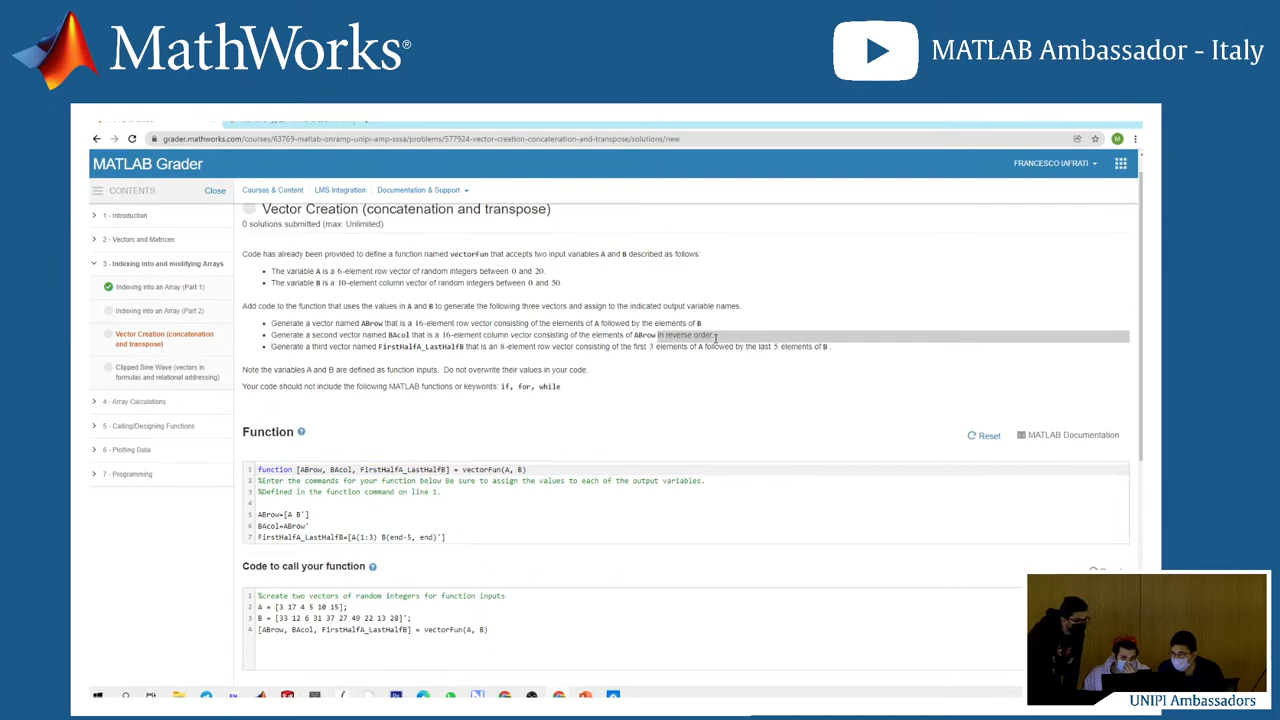 MathWorks®
MATLAB Ambassador - Italy
grader.mathworks.com/courses/63769-matlab-onramp-unipi-amp-sssa/problems/577924-vector-creation-concatenation-and-transpose/solutions/new
M
MATLAB Grader
FRANCESCO IAFRATI
CONTENTS
Close
Courses & Content
LMS Integration
Documentation & Support
1 - Introduction
2 - Vectors and Matrices
3 - Indexing into and modifying Arrays
Indexing into an Array (Part 1)
Indexing into an Array (Part 2)
Vector Creation (concatenation
and transpose)
Clipped Sine Wave (vectors in
formulas and relational addressing)
4 - Array Calculations
5 - Calling/Designing Functions
6 - Plotting Data
7 - Programming
Vector Creation (concatenation and transpose)
0 solutions submitted (max. Unlimited)
Code has already been provided to define a function named vectorFun that accepts two input variables A and B described as follows:
• The variable A is a 6-element row vector of random integers between 0 and 20.
• The variable B is a 10-element column vector of random integers between 0 and 50.
Add code to the function that uses the values in A and B to generate the following three vectors and assign to the indicated output variable names.
• Generate a vector named ABrow that is a 16-element row vector consisting of the elements of A followed by the elements of B.
• Generate a second vector named BAcol that is a 16-element column vector consisting of the elements of ABrow in reverse order.
• Generate a third vector named FirstHalfA_LastHalfB that is an 8-element row vector consisting of the first 3 elements of A followed by the last 5 elements of B .
Note the variables A and B are defined as function inputs. Do not overwrite their values in your code.
Your code should not include the following MATLAB functions or keywords: if, for, while
Function
Reset
MATLAB Documentation
1 function [ABrow, BAcol, FirstHalfA_LastHalfB] = vectorFun(A, B)
2 %Enter the commands for your function below Be sure to assign the values to each of the output variables.
3 %Defined in the function command on line 1.
4
5 ABrow=[A B']
6 BAcol=ABrow'
7 FirstHalfA_LastHalfB=[A(1:3) B(end-5, end)']
Code to call your function
1 %create two vectors of random integers for function inputs
2 A = [3 17 4 5 10 15];
3 B = [33 12 6 31 37 27 49 22 13 28]';
4 [ABrow, BAcol, FirstHalfA_LastHalfB] = vectorFun(A, B)
EN
UNIPI Ambassadors